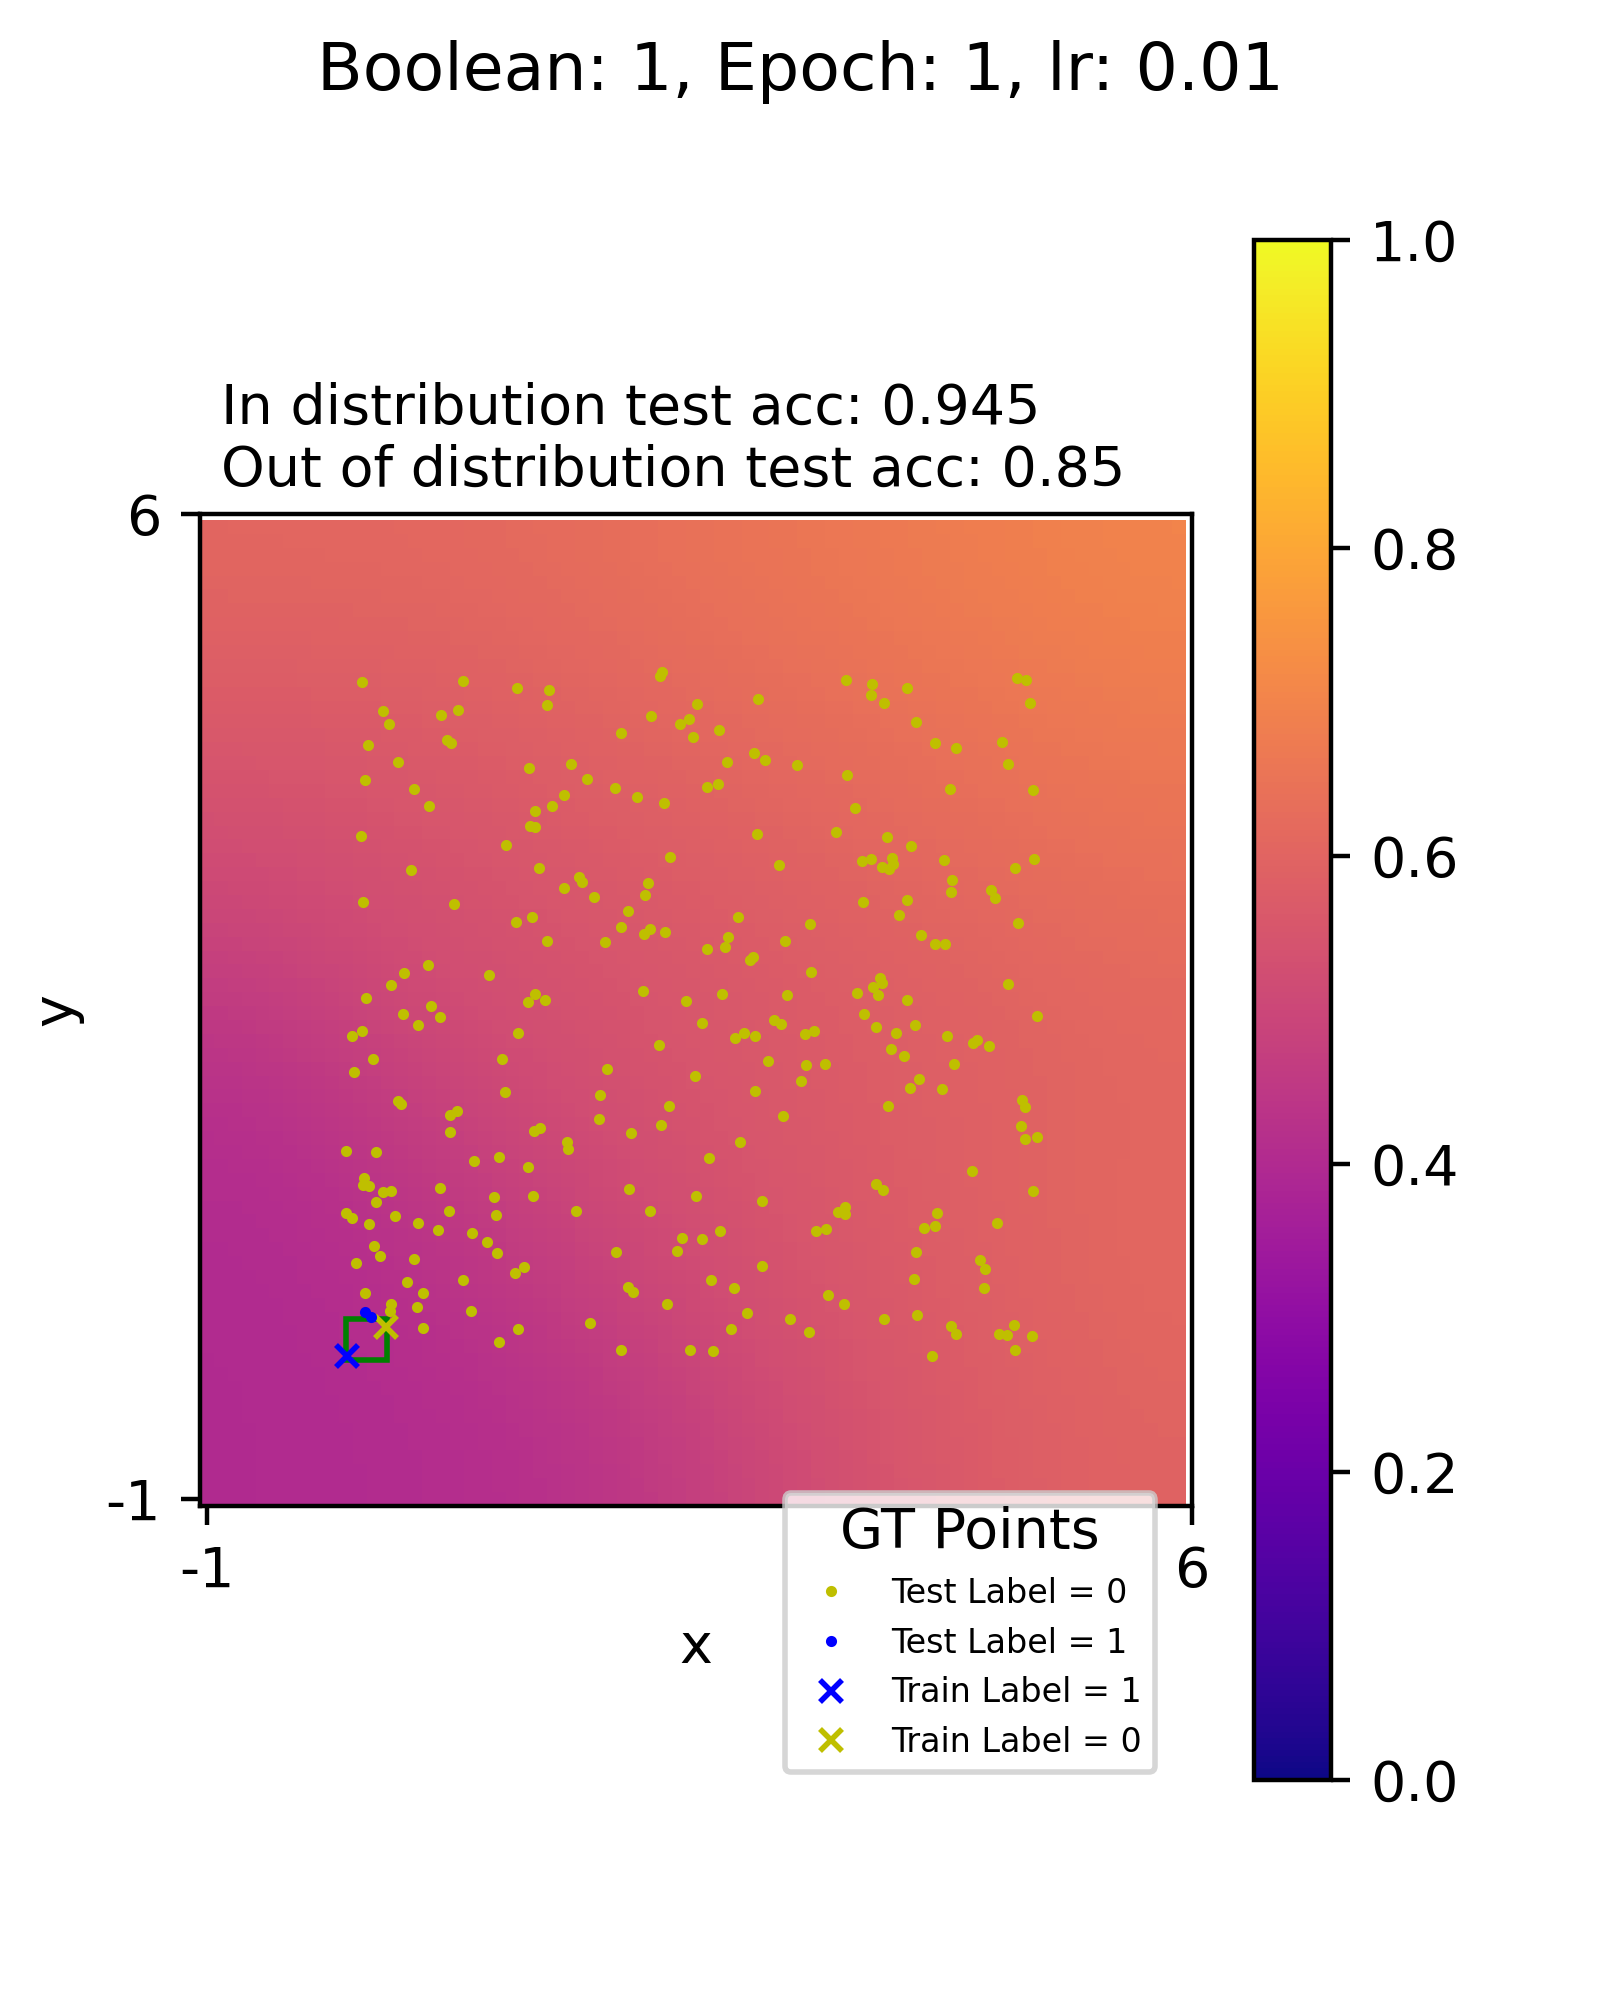 Boolean: 1, Epoch: 1, lr: 0.01
In distribution test acc: 0.945
Out of distribution test acc: 0.85
6
y
-1
-1
6
x
GT Points
Test Label = 0
Test Label = 1
Train Label = 1
Train Label = 0
1.0
0.8
0.6
0.4
0.2
0.0